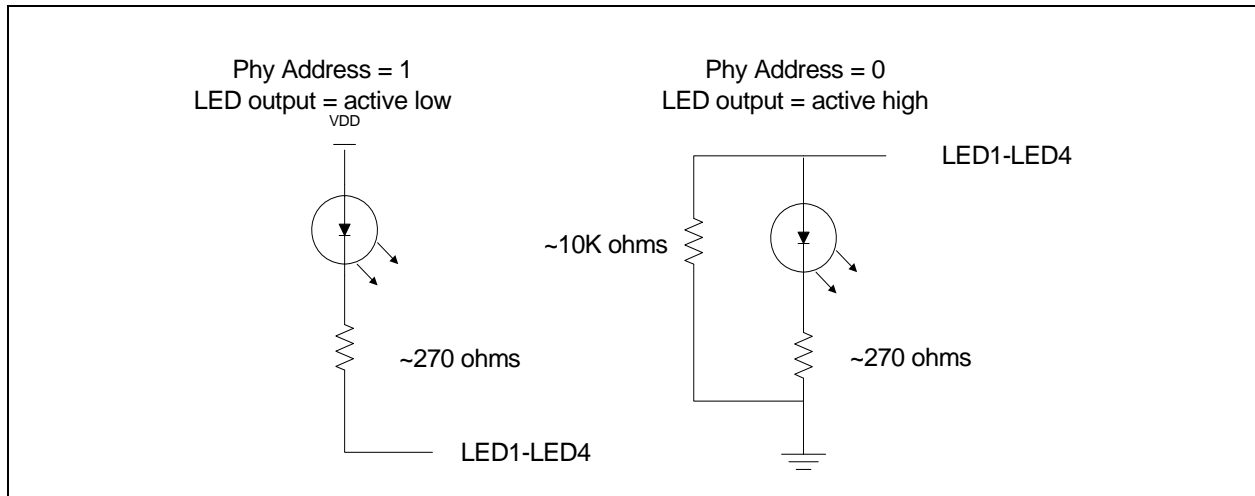 Phy Address = 1
LED output = active low
VDD
~270 ohms
LED1-LED4
Phy Address = 0
LED output = active high
LED1-LED4
~10K ohms
~270 ohms